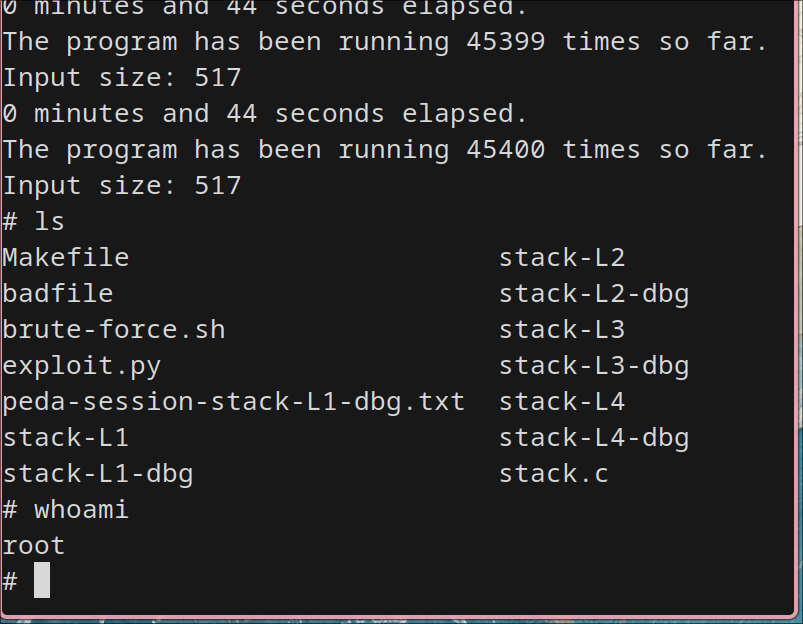 0 minutes and 44 seconds elapsed.
The program has been running 45399 times so far.
Input size: 517
0 minutes and 44 seconds elapsed.
The program has been running 45400 times so far.
Input size: 517
# ls
Makefile                       stack-L2
badfile                        stack-L2-dbg
brute-force.sh                 stack-L3
exploit.py                     stack-L3-dbg
peda-session-stack-L1-dbg.txt  stack-L4
stack-L1                       stack-L4-dbg
stack-L1-dbg                   stack.c
# whoami
root
#